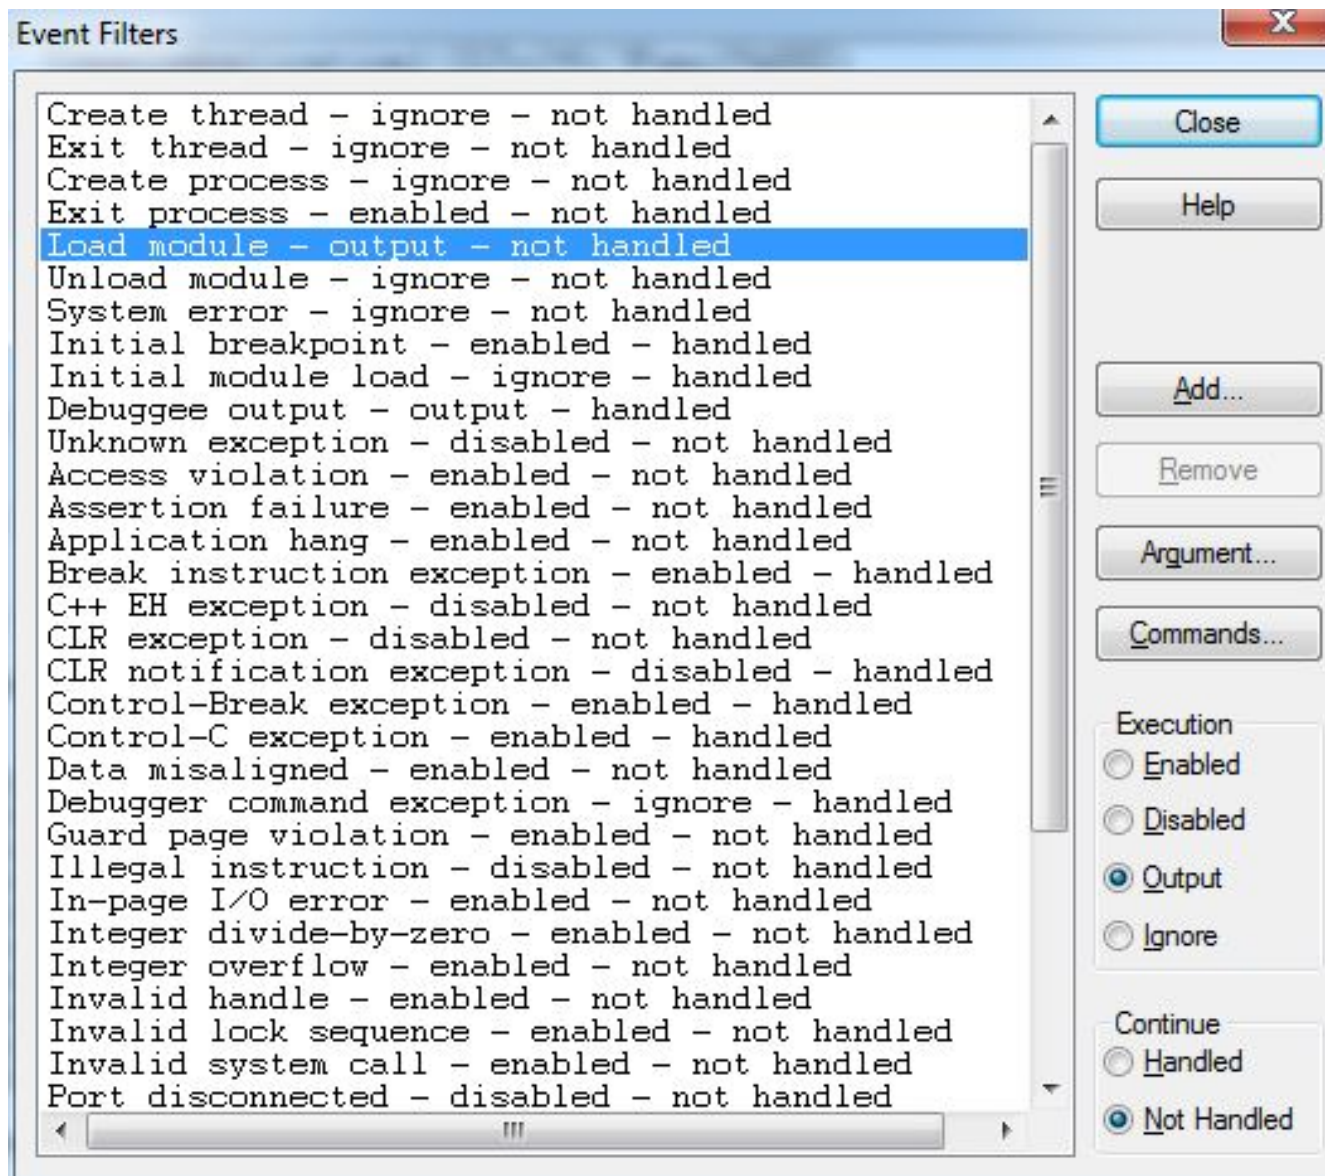 Event Filters
Create thread - ignore - not handled
Exit thread - ignore - not handled
Create process - ignore - not handled
Exit process - enabled - not handled
Load module - output - not handled
Unload module - ignore - not handled
System error - ignore - not handled
Initial breakpoint - enabled - handled
Initial module load - ignore - handled
Debuggee output - output - handled
Unknown exception - disabled - not handled
Access violation - enabled - not handled
Assertion failure - enabled - not handled
Application hang - enabled - not handled
Break instruction exception - enabled - handled
C++ EH exception - disabled - not handled
CLR exception - disabled - not handled
CLR notification exception - disabled - handled
Control-Break exception - enabled - handled
Control-C exception - enabled - handled
Data misaligned - enabled - not handled
Debugger command exception - ignore - handled
Guard page violation - enabled - not handled
Illegal instruction - disabled - not handled
In-page I/O error - enabled - not handled
Integer divide-by-zero - enabled - not handled
Integer overflow - enabled - not handled
Invalid handle - enabled - not handled
Invalid lock sequence - enabled - not handled
Invalid system call - enabled - not handled
Port disconnected - disabled - not handled
Close
Help
Add...
Remove
Argument...
Commands...
Execution
Enabled
Disabled
Output
Ignore
Continue
Handled
Not Handled